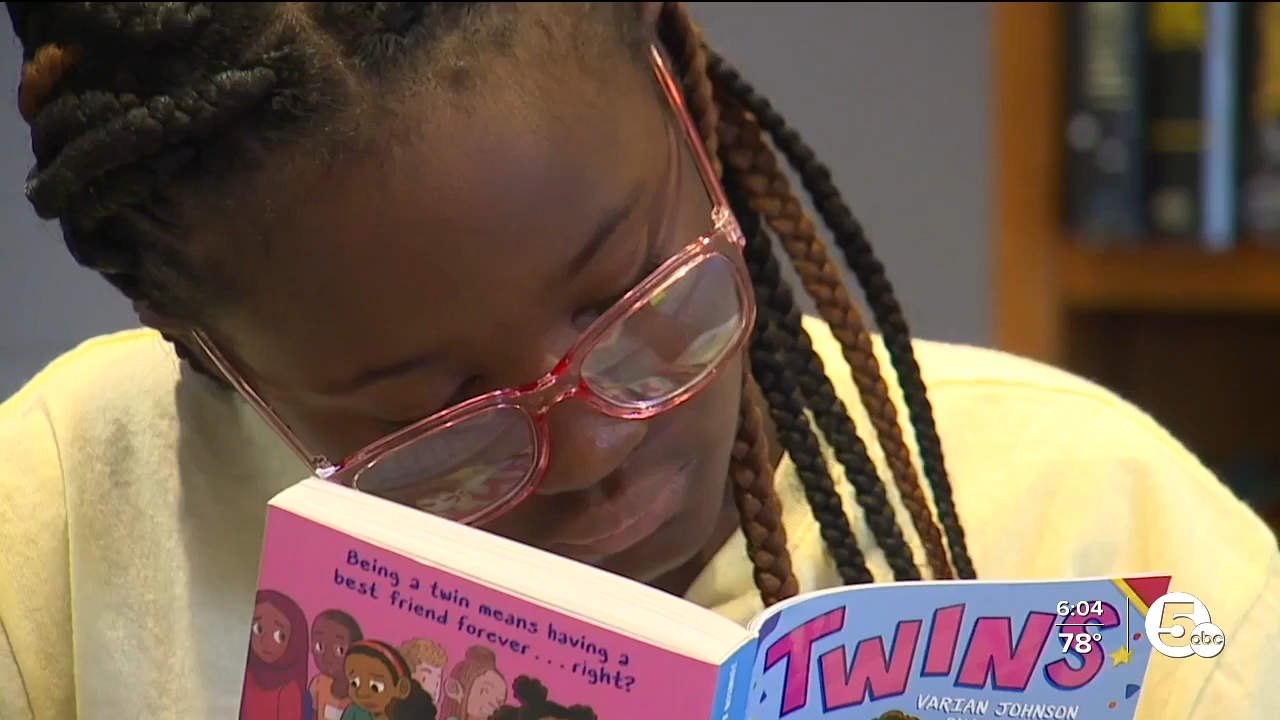 Being a twin means having a
best friend forever...right?
TWINS
VARIAN JOHNSON
6:04
78°
5
abc